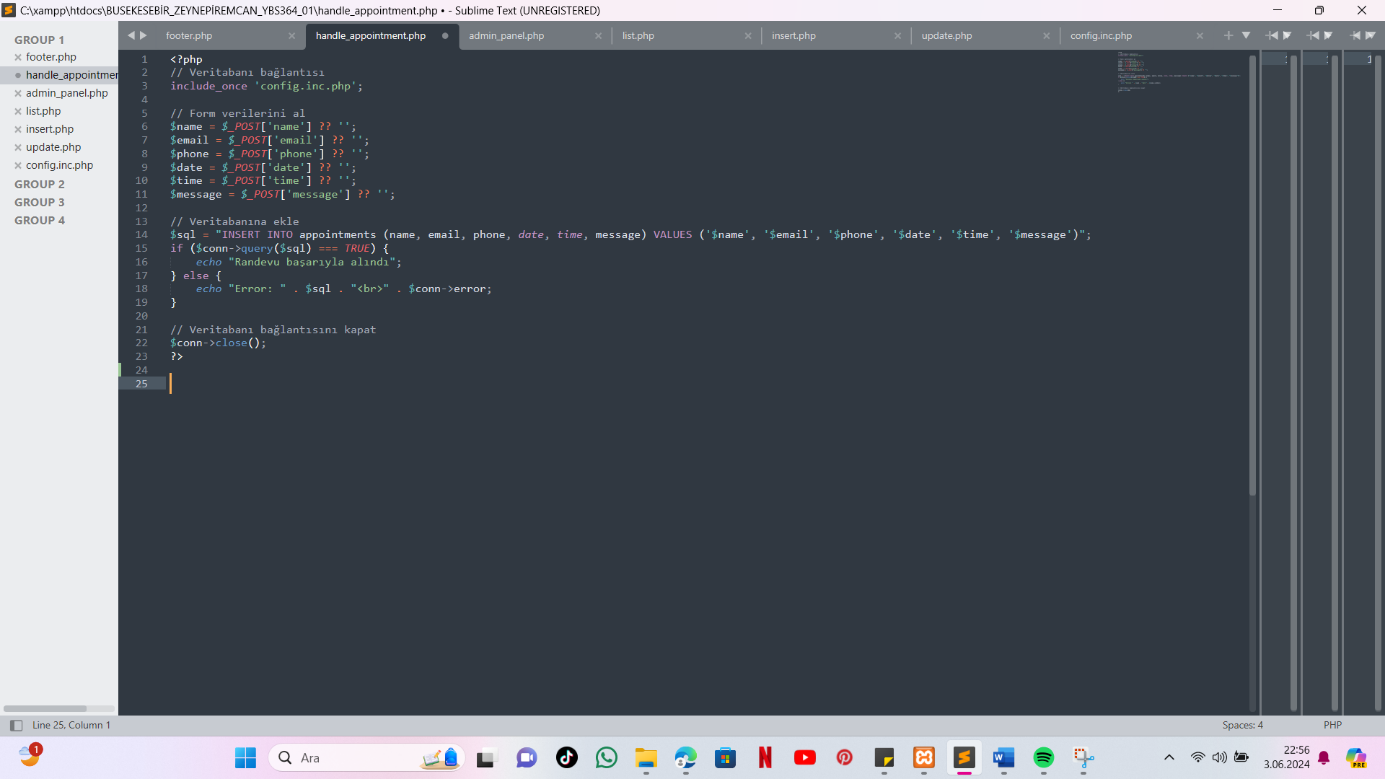 C:\xampp\htdocs\BUSEKESEBİR_ZEYNEPİREMCAN_YBS364_01\handle_appointment.php • - Sublime Text (UNREGISTERED)
GROUP 1
footer.php
handle_appointmer
admin_panel.php
list.php
insert.php
update.php
config.inc.php
GROUP 2
GROUP 3
GROUP 4
footer.php handle_appointment.php admin_panel.php list.php insert.php update.php config.inc.php
1 <?php
2 // Veritabanı bağlantısı
3 include_once 'config.inc.php';
4
5 // Form verilerini al
6 $name = $_POST['name'] ?? '';
7 $email = $_POST['email'] ?? '';
8 $phone = $_POST['phone'] ?? '';
9 $date = $_POST['date'] ?? '';
10 $time = $_POST['time'] ?? '';
11 $message = $_POST['message'] ?? '';
12
13 // Veritabanına ekle
14 $sql = "INSERT INTO appointments (name, email, phone, date, time, message) VALUES ('$name', '$email', '$phone', '$date', '$time', '$message')";
15 if ($conn->query($sql) === TRUE) {
16     echo "Randevu başarıyla alındı";
17 } else {
18     echo "Error: " . $sql . "<br>" . $conn->error;
19 }
20
21 // Veritabanı bağlantısını kapat
22 $conn->close();
23 ?>
24
25
Line 25, Column 1
Spaces: 4
PHP
1
Ara
PRE
22:56
3.06.2024